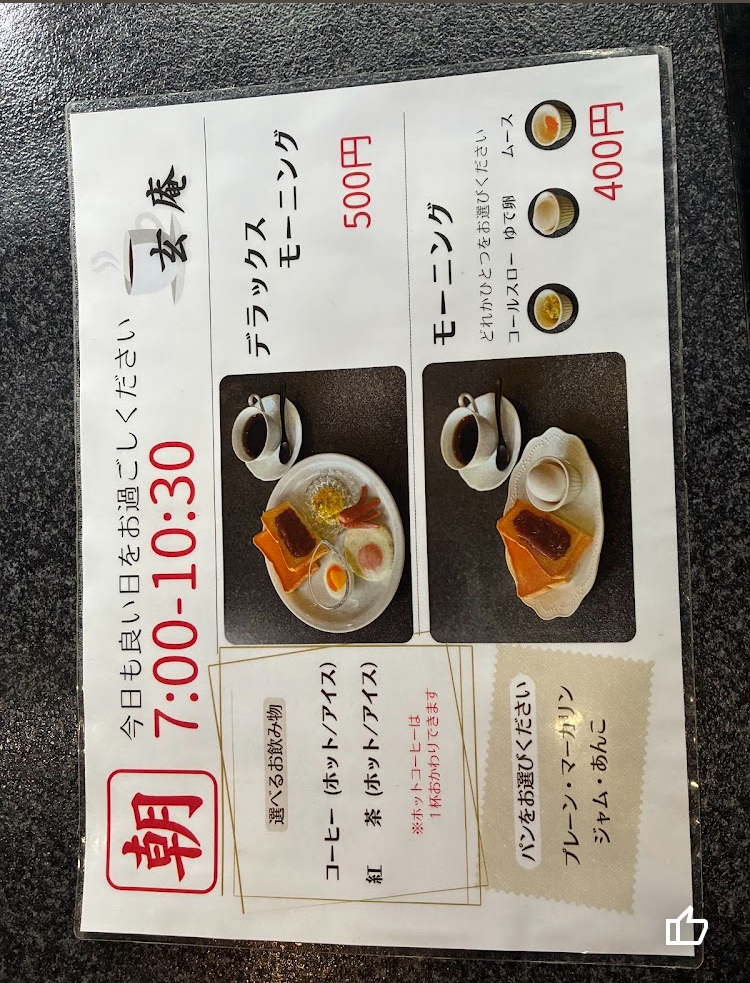 朝
今日も良い日をお過ごしください
7:00-10:30
玄庵
選べるお飲み物
コーヒー (ホット/アイス)
紅 茶 (ホット/アイス)
※ホットコーヒーは
1杯おかわりできます
デラックス
モーニング
500円
パンをお選びください
プレーン・マーガリン
ジャム・あんこ
モーニング
どれかひとつをお選びください
コールスロー ゆで卵 ムース
400円